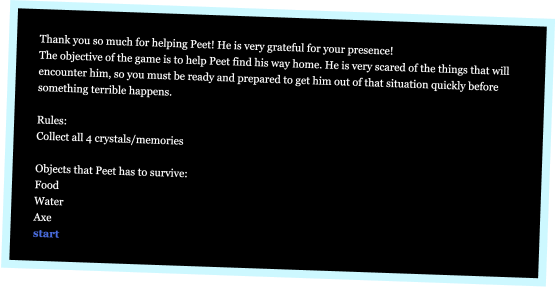 Thank you so much for helping Peet! He is very grateful for your presence!
The objective of the game is to help Peet find his way home. He is very scared of the things that will
encounter him, so you must be ready and prepared to get him out of that situation quickly before
something terrible happens.
Rules:
Collect all 4 crystals/memories
Objects that Peet has to survive:
Food
Water
Axe
start